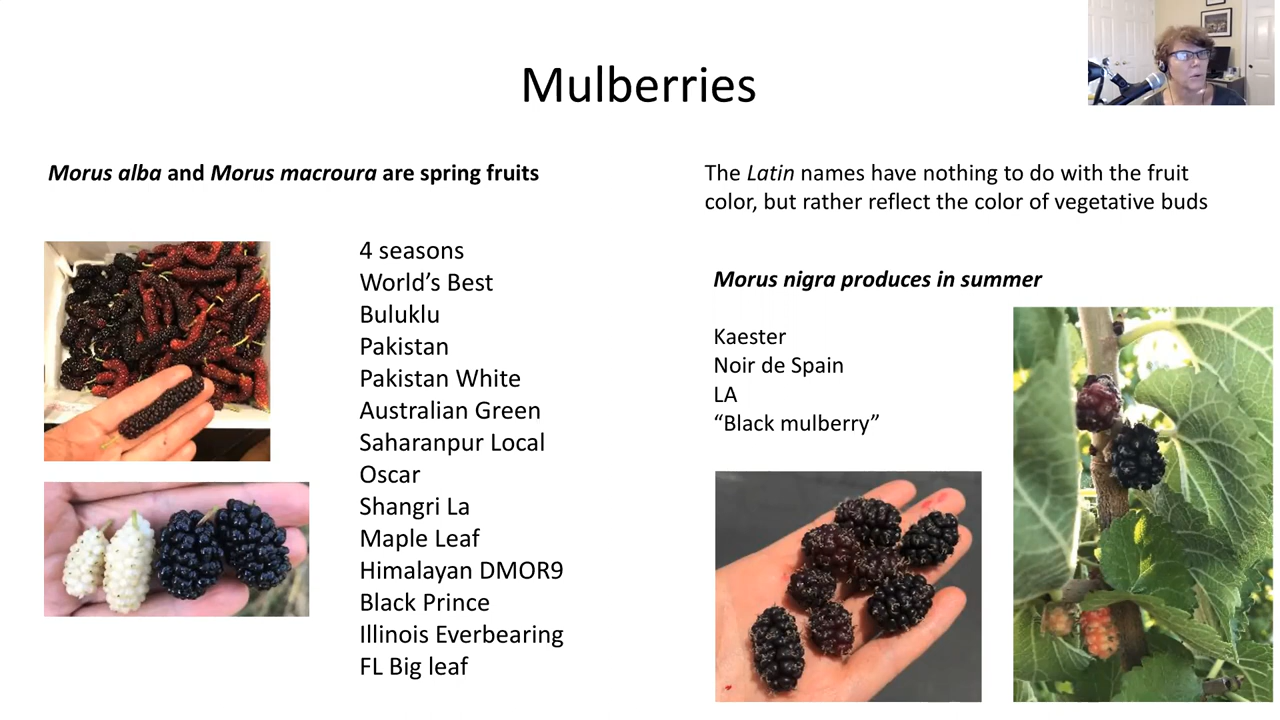 Mulberries
Morus alba and Morus macroura are spring fruits
4 seasons
World’s Best
Buluklu
Pakistan
Pakistan White
Australian Green
Saharanpur Local
Oscar
Shangri La
Maple Leaf
Himalayan DMOR9
Black Prince
Illinois Everbearing
FL Big leaf
The Latin names have nothing to do with the fruit
color, but rather reflect the color of vegetative buds
Morus nigra produces in summer
Kaester
Noir de Spain
LA
“Black mulberry”